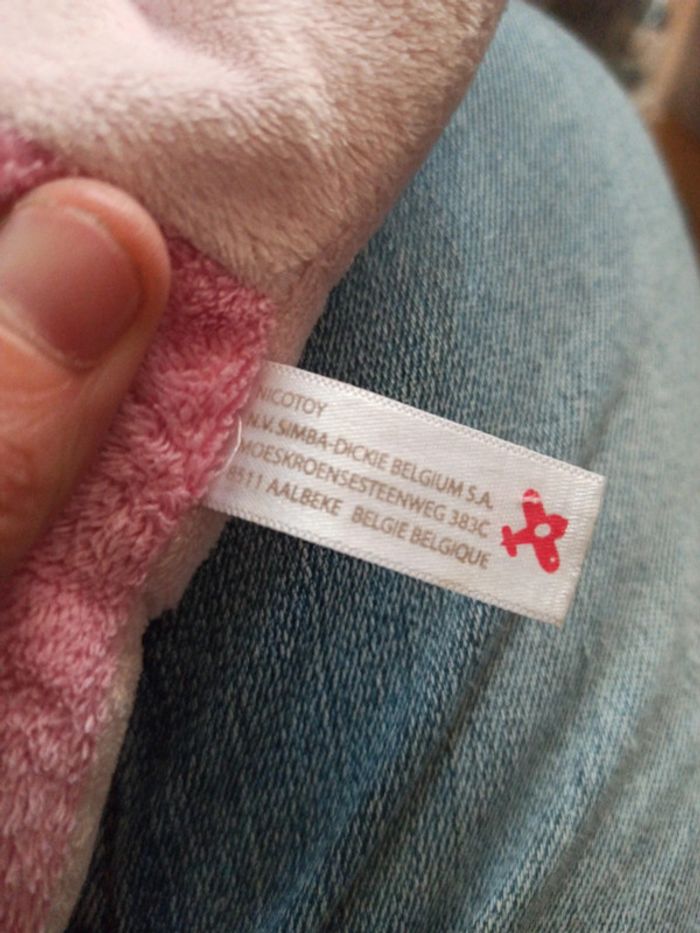 NICOTOY
N.V. SIMBA-DICKIE BELGIUM S.A.
MOESKROENSESTEENWEG 383C
8511 AALBEKE BELGIE BELGIQUE